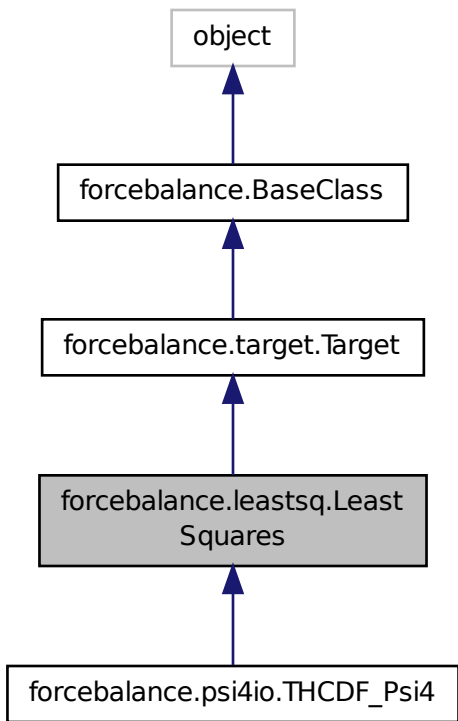 object
forcebalance.BaseClass
forcebalance.target.Target
forcebalance.leastsq.Least
Squares
forcebalance.psi4io.THCDF_Psi4